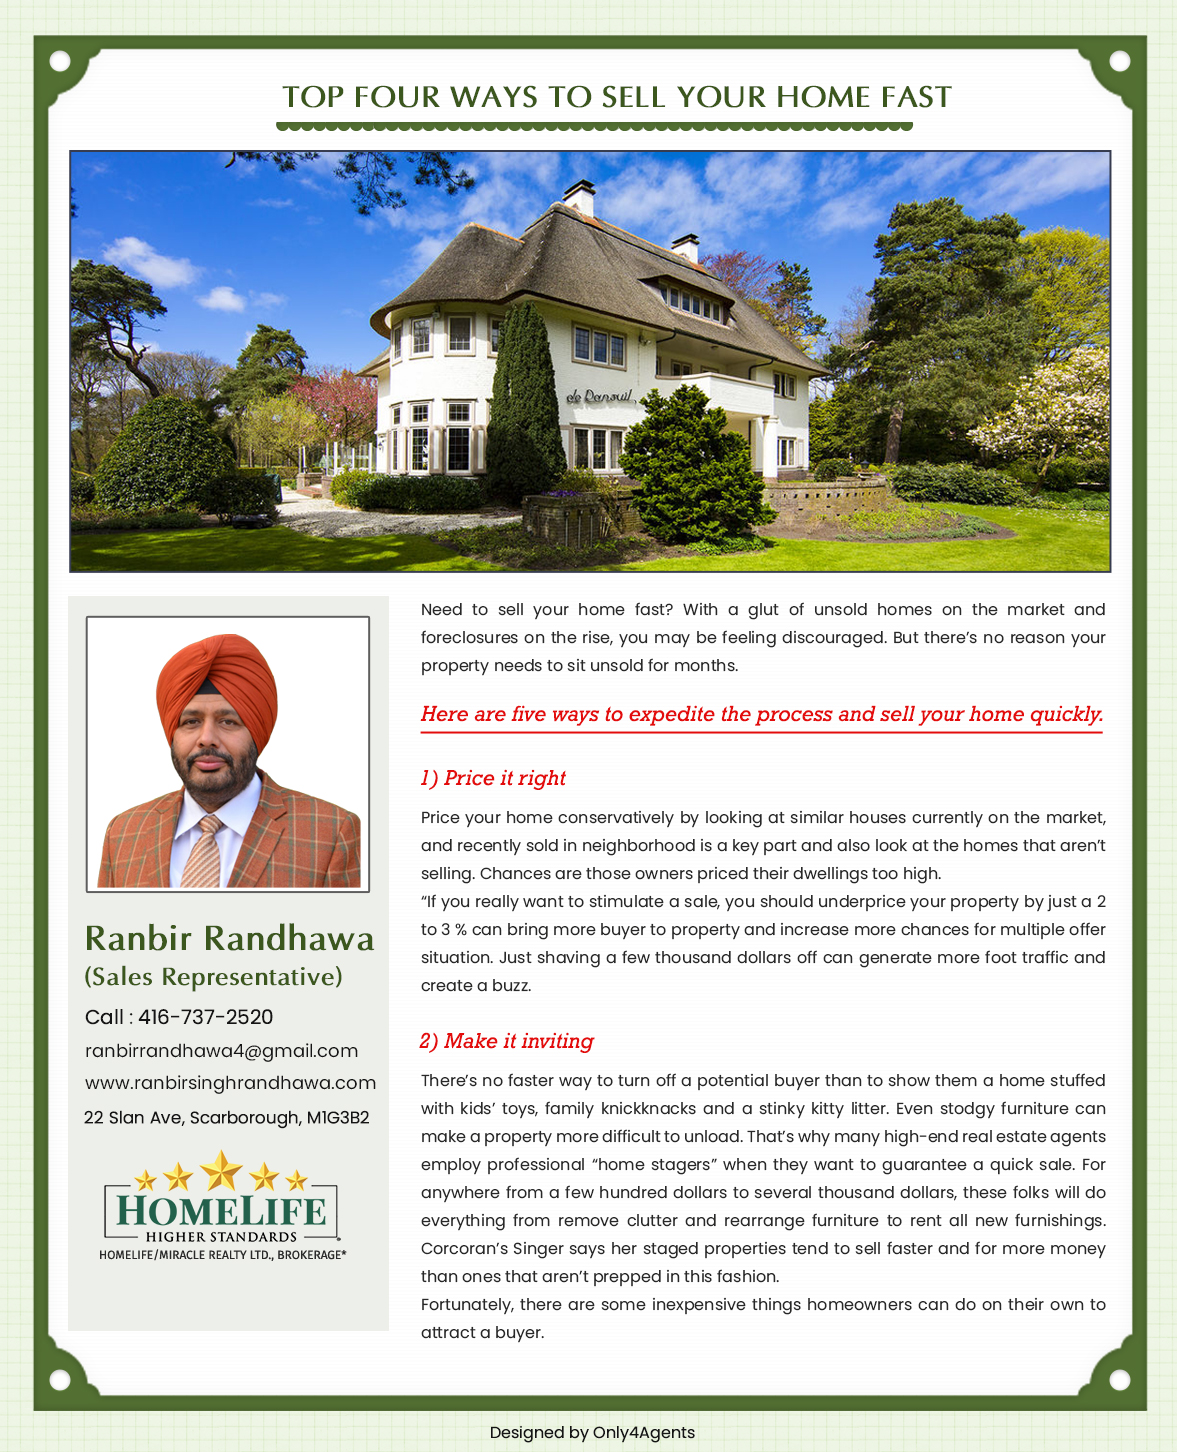 TOP FOUR WAYS TO SELL YOUR HOME FAST
Need to sell your home fast? With a glut of unsold homes on the market and
foreclosures on the rise, you may be feeling discouraged. But there's no reason your
property needs to sit unsold for months.
Here are five ways to expedite the process and sell your home quickly.
1) Price it right
Price your home conservatively by looking at similar houses currently on the market,
and recently sold in neighborhood is a key part and also look at the homes that aren't
selling. Chances are those owners priced their dwellings too high.
“If you really want to stimulate a sale, you should underprice your property by just a 2
to 3 % can bring more buyer to property and increase more chances for multiple offer
situation. Just shaving a few thousand dollars off can generate more foot traffic and
create a buzz.
2) Make it inviting
There's no faster way to turn off a potential buyer than to show them a home stuffed
with kids’ toys, family knickknacks and a stinky kitty litter. Even stodgy furniture can
make a property more difficult to unload. That's why many high-end real estate agents
employ professional “home stagers” when they want to guarantee a quick sale. For
anywhere from a few hundred dollars to several thousand dollars, these folks will do
everything from remove clutter and rearrange furniture to rent all new furnishings.
Corcoran's Singer says her staged properties tend to sell faster and for more money
than ones that aren't prepped in this fashion.
Fortunately, there are some inexpensive things homeowners can do on their own to
attract a buyer.
Ranbir Randhawa
(Sales Representative)
Call : 416-737-2520
ranbirrandhawa4@gmail.com
www.ranbirsinghrandhawa.com
22 Slan Ave, Scarborough, M1G3B2
HOMELIFE
HIGHER STANDARDS
HOMELIFE/MIRACLE REALTY LTD., BROKERAGE*
Designed by Only4Agents